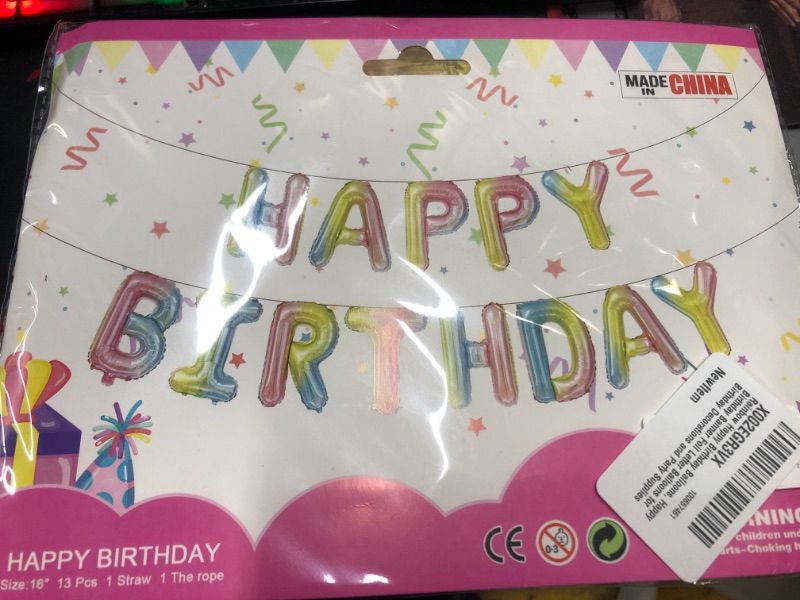 MADE IN CHINA
HAPPY
BIRTHDAY
X002EGR3VX
Rainbow Happy Birthday Balloons, Happy
Birthday Banner Foil Letter Balloons for
Birthday Decorations and Party Supplies
NewItem
CE
0-3
HAPPY BIRTHDAY
Size:16" 13 Pcs 1 Straw 1 The rope
children und
rts-Choking h